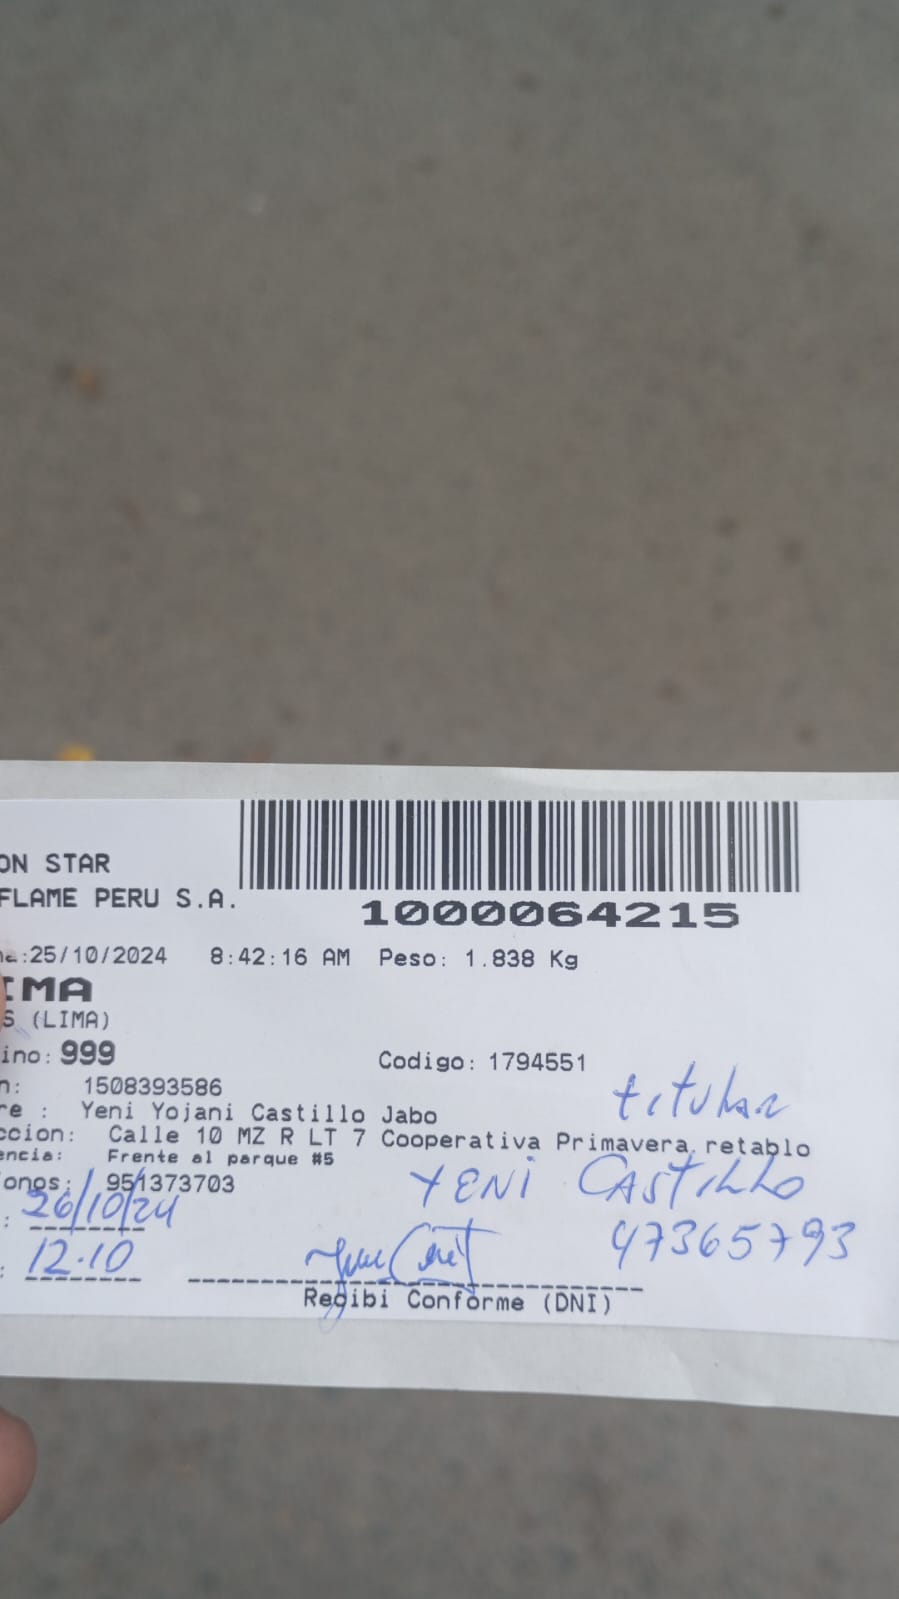 ON STAR
FLAME PERU S.A.
1000064215
:25/10/2024 8:42:16 AM Peso: 1.838 Kg
IMA
S (LIMA)
ino: 999
Codigo: 1794551
n: 1508393586
titular
re : Yeni Yojani Castillo Jabo
ccion: Calle 10 MZ R LT 7 Cooperativa Primavera retablo
encia: Frente al parque #5
onos: 951373703
YENI CASTILLO
: 26/10/24
47365793
: 12.10
Recibi Conforme (DNI)